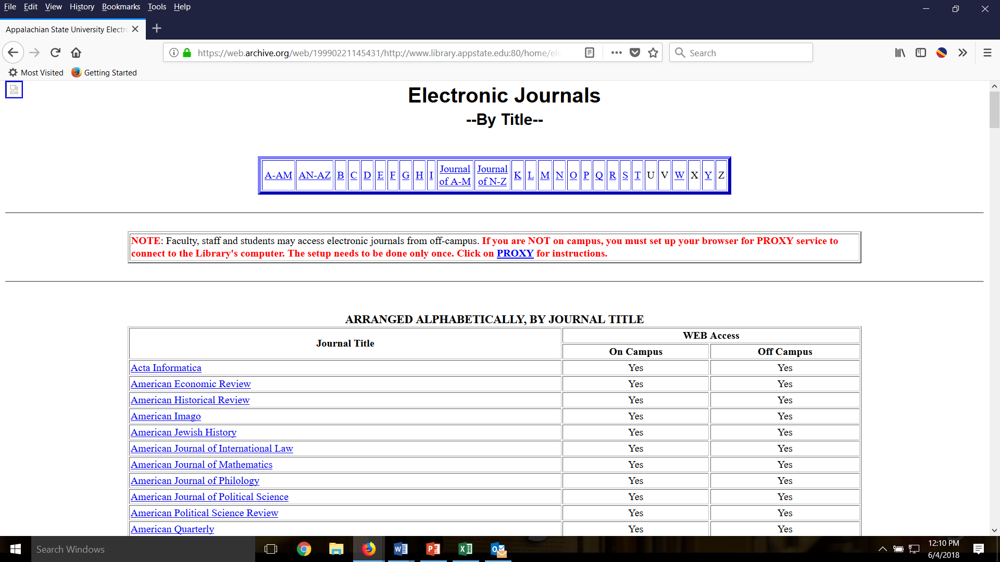 File Edit View History Bookmarks Tools Help
Appalachian State University Electr
https://web.archive.org/web/19990221145431/http://www.library.appstate.edu:80/home/ele
Search
Most Visited Getting Started
Electronic Journals
--By Title--
A-AM AN-AZ B C D E F G H I Journal of A-M Journal of N-Z K L M N O P Q R S T U V W X Y Z
NOTE: Faculty, staff and students may access electronic journals from off-campus. If you are NOT on campus, you must set up your browser for PROXY service to
connect to the Library's computer. The setup needs to be done only once. Click on PROXY for instructions.
ARRANGED ALPHABETICALLY, BY JOURNAL TITLE
Journal Title WEB Access
On Campus Off Campus
Acta Informatica Yes Yes
American Economic Review Yes Yes
American Historical Review Yes Yes
American Imago Yes Yes
American Jewish History Yes Yes
American Journal of International Law Yes Yes
American Journal of Mathematics Yes Yes
American Journal of Philology Yes Yes
American Journal of Political Science Yes Yes
American Political Science Review Yes Yes
American Quarterly Yes Yes
Search Windows
12:10 PM
6/4/2018